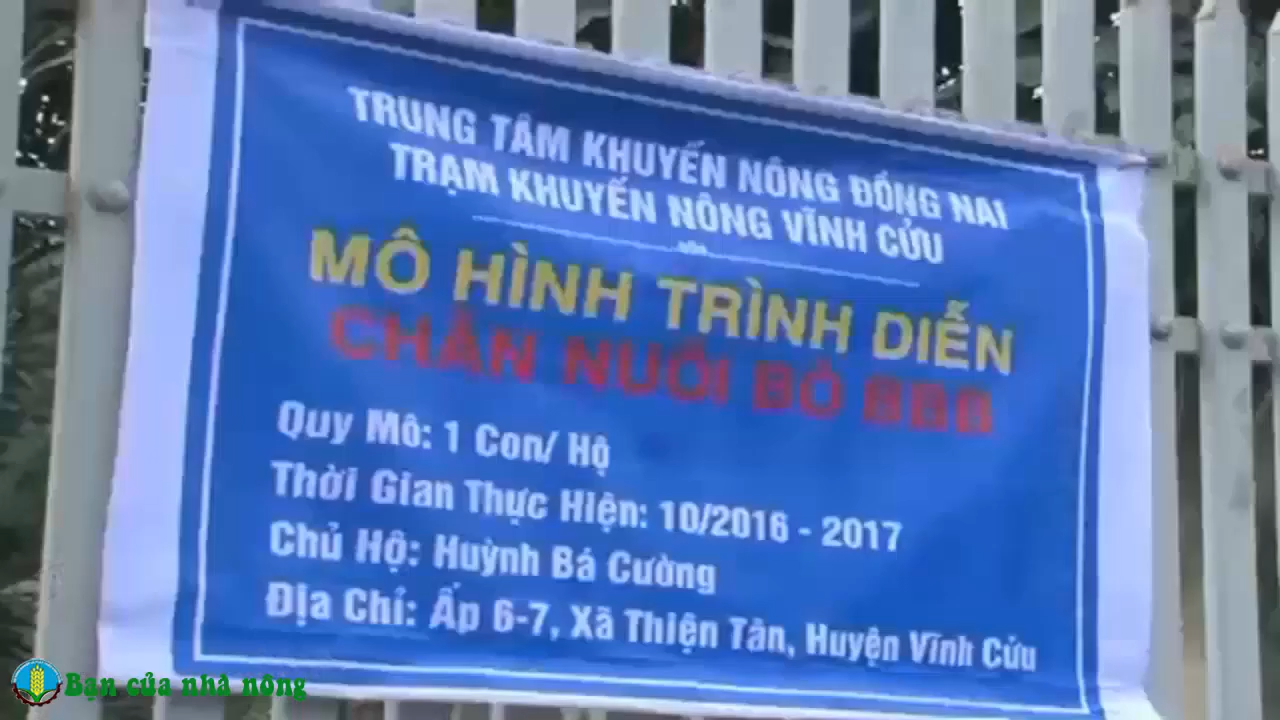 TRUNG TÂM KHUYẾN NÔNG ĐỒNG NAI
TRẠM KHUYẾN NÔNG VĨNH CỬU
MÔ HÌNH TRÌNH DIỄN
CHĂN NUÔI BÒ BBB
Quy Mô: 1 Con/ Hộ
Thời Gian Thực Hiện: 10/2016 - 2017
Chủ Hộ: Huỳnh Bá Cường
Địa Chỉ: Ấp 6-7, Xã Thiện Tân, Huyện Vĩnh Cửu
Bạn của nhà nông